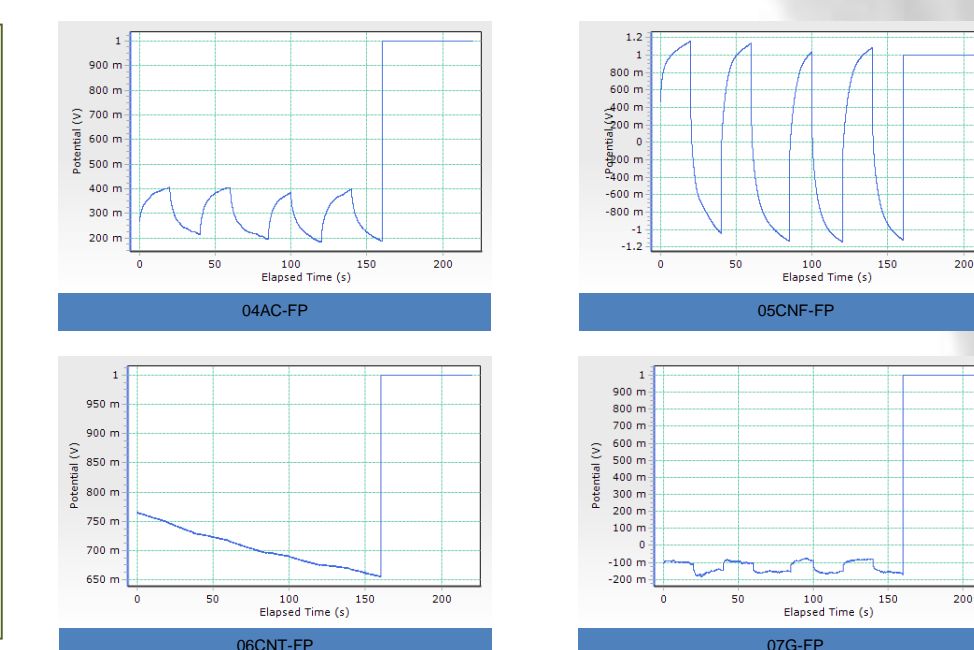 1
900 m
800 m
700 m
600 m
500 m
400 m
300 m
200 m
Potential (V)
0 50 100 150 200
Elapsed Time (s)
04AC-FP
1.2
1
800 m
600 m
400 m
200 m
0
-200 m
-400 m
-600 m
-800 m
-1
-1.2
Potential (V)
0 50 100 150 200
Elapsed Time (s)
05CNF-FP
1
950 m
900 m
850 m
800 m
750 m
700 m
650 m
Potential (V)
0 50 100 150 200
Elapsed Time (s)
06CNT-FP
1
900 m
800 m
700 m
600 m
500 m
400 m
300 m
200 m
100 m
0
-100 m
-200 m
Potential (V)
0 50 100 150 200
Elapsed Time (s)
07G-FP